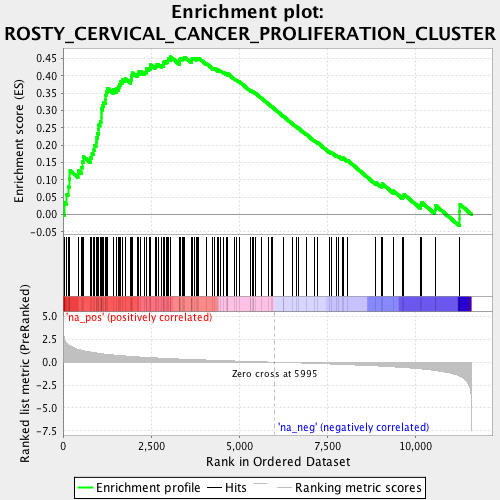 Enrichment plot:
ROSTY_CERVICAL_CANCER_PROLIFERATION_CLUSTER
Enrichment score (ES)
0.45
0.40
0.35
0.30
0.25
0.20
0.15
0.10
0.05
0.00
-0.05
'na_pos' (positively correlated)
Ranked list metric (PreRanked)
5.0
2.5
0.0
-2.5
-5.0
-7.5
Zero cross at 5995
'na_neg' (negatively correlated)
0
2,500
5,000
7,500
10,000
Rank in Ordered Dataset
Enrichment profile
Hits
Ranking metric scores